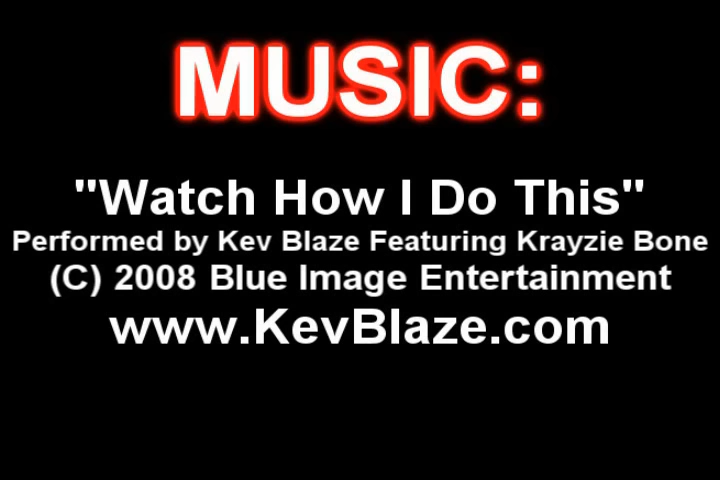 MUSIC:
"Watch How I Do This"
Performed by Kev Blaze Featuring Krayzie Bone
(C) 2008 Blue Image Entertainment
www.KevBlaze.com